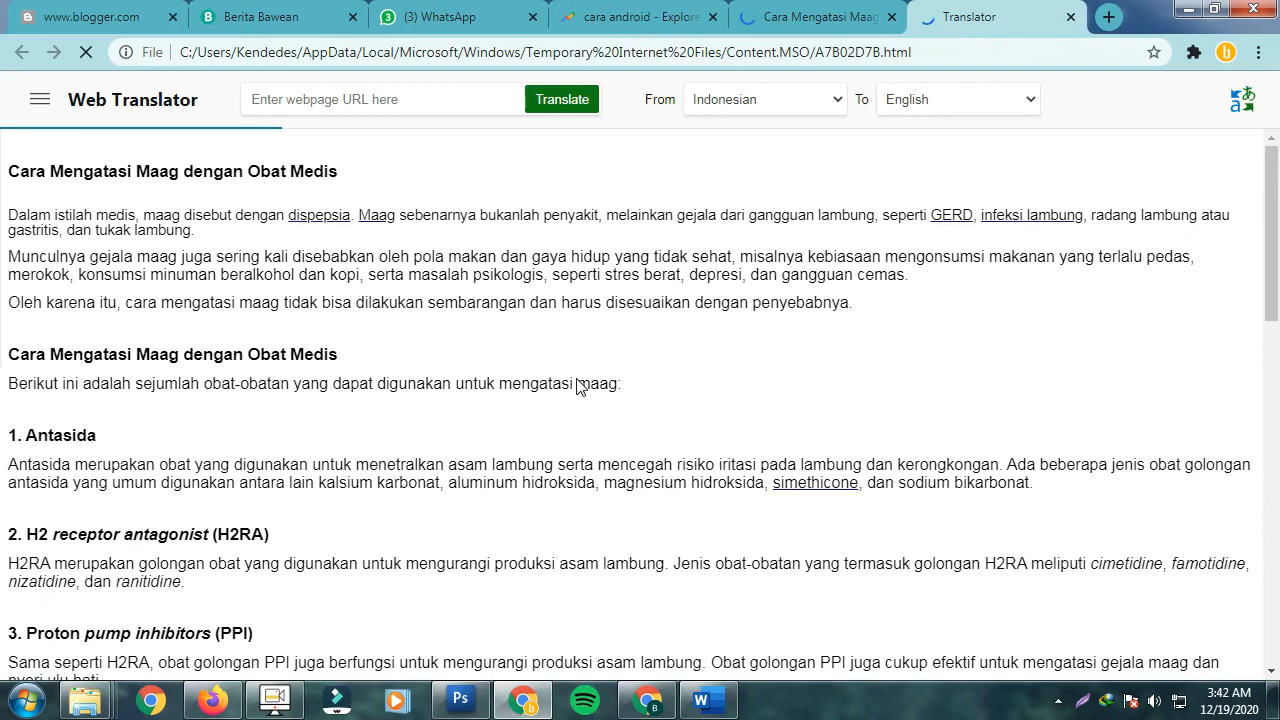 www.blogger.com
Berita Bawean
(3) WhatsApp
cara android - Explore
Cara Mengatasi Maag
Translator
File
C:/Users/Kendedes/AppData/Local/Microsoft/Windows/Temporary%20Internet%20Files/Content.MSO/A7B02D7B.html
Web Translator
Enter webpage URL here
Translate
From
Indonesian
To
English
Cara Mengatasi Maag dengan Obat Medis
Dalam istilah medis, maag disebut dengan dispepsia. Maag sebenarnya bukanlah penyakit, melainkan gejala dari gangguan lambung, seperti GERD, infeksi lambung, radang lambung atau
gastritis, dan tukak lambung.
Munculnya gejala maag juga sering kali disebabkan oleh pola makan dan gaya hidup yang tidak sehat, misalnya kebiasaan mengonsumsi makanan yang terlalu pedas,
merokok, konsumsi minuman beralkohol dan kopi, serta masalah psikologis, seperti stres berat, depresi, dan gangguan cemas.
Oleh karena itu, cara mengatasi maag tidak bisa dilakukan sembarangan dan harus disesuaikan dengan penyebabnya.
Cara Mengatasi Maag dengan Obat Medis
Berikut ini adalah sejumlah obat-obatan yang dapat digunakan untuk mengatasi maag:
1. Antasida
Antasida merupakan obat yang digunakan untuk menetralkan asam lambung serta mencegah risiko iritasi pada lambung dan kerongkongan. Ada beberapa jenis obat golongan
antasida yang umum digunakan antara lain kalsium karbonat, aluminum hidroksida, magnesium hidroksida, simethicone, dan sodium bikarbonat.
2. H2 receptor antagonist (H2RA)
H2RA merupakan golongan obat yang digunakan untuk mengurangi produksi asam lambung. Jenis obat-obatan yang termasuk golongan H2RA meliputi cimetidine, famotidine,
nizatidine, dan ranitidine.
3. Proton pump inhibitors (PPI)
Sama seperti H2RA, obat golongan PPI juga berfungsi untuk mengurangi produksi asam lambung. Obat golongan PPI juga cukup efektif untuk mengatasi gejala maag dan
nyeri ulu hati.
3:42 AM
12/19/2020